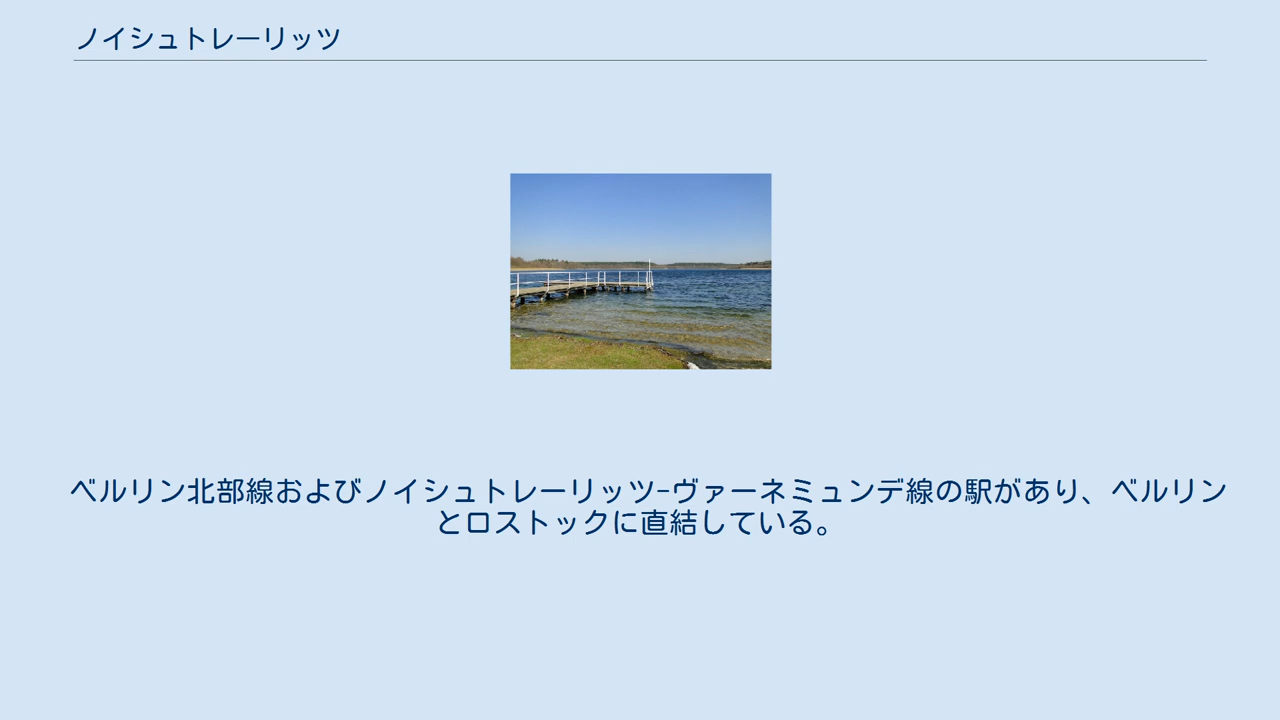 ノイシュトレーリッツ
ベルリン北部線およびノイシュトレーリッツ-ヴァーネミュンデ線の駅があり、ベルリン
とロストックに直結している。